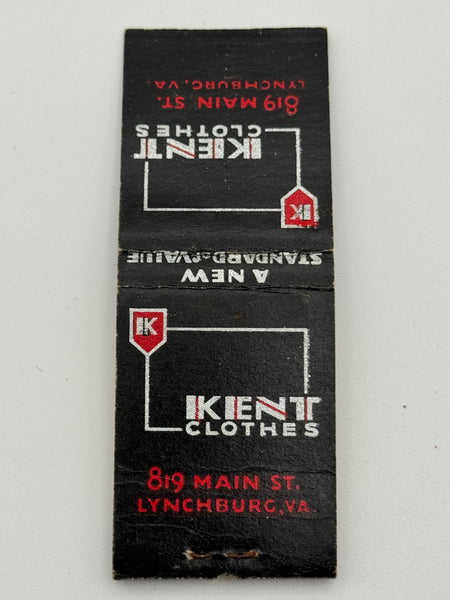 819 MAIN ST.
LYNCHBURG, VA.
KENT
CLOTHES
K
A NEW
STANDARD of VALUE
K
KENT
CLOTHES
819 MAIN ST.
LYNCHBURG, VA.